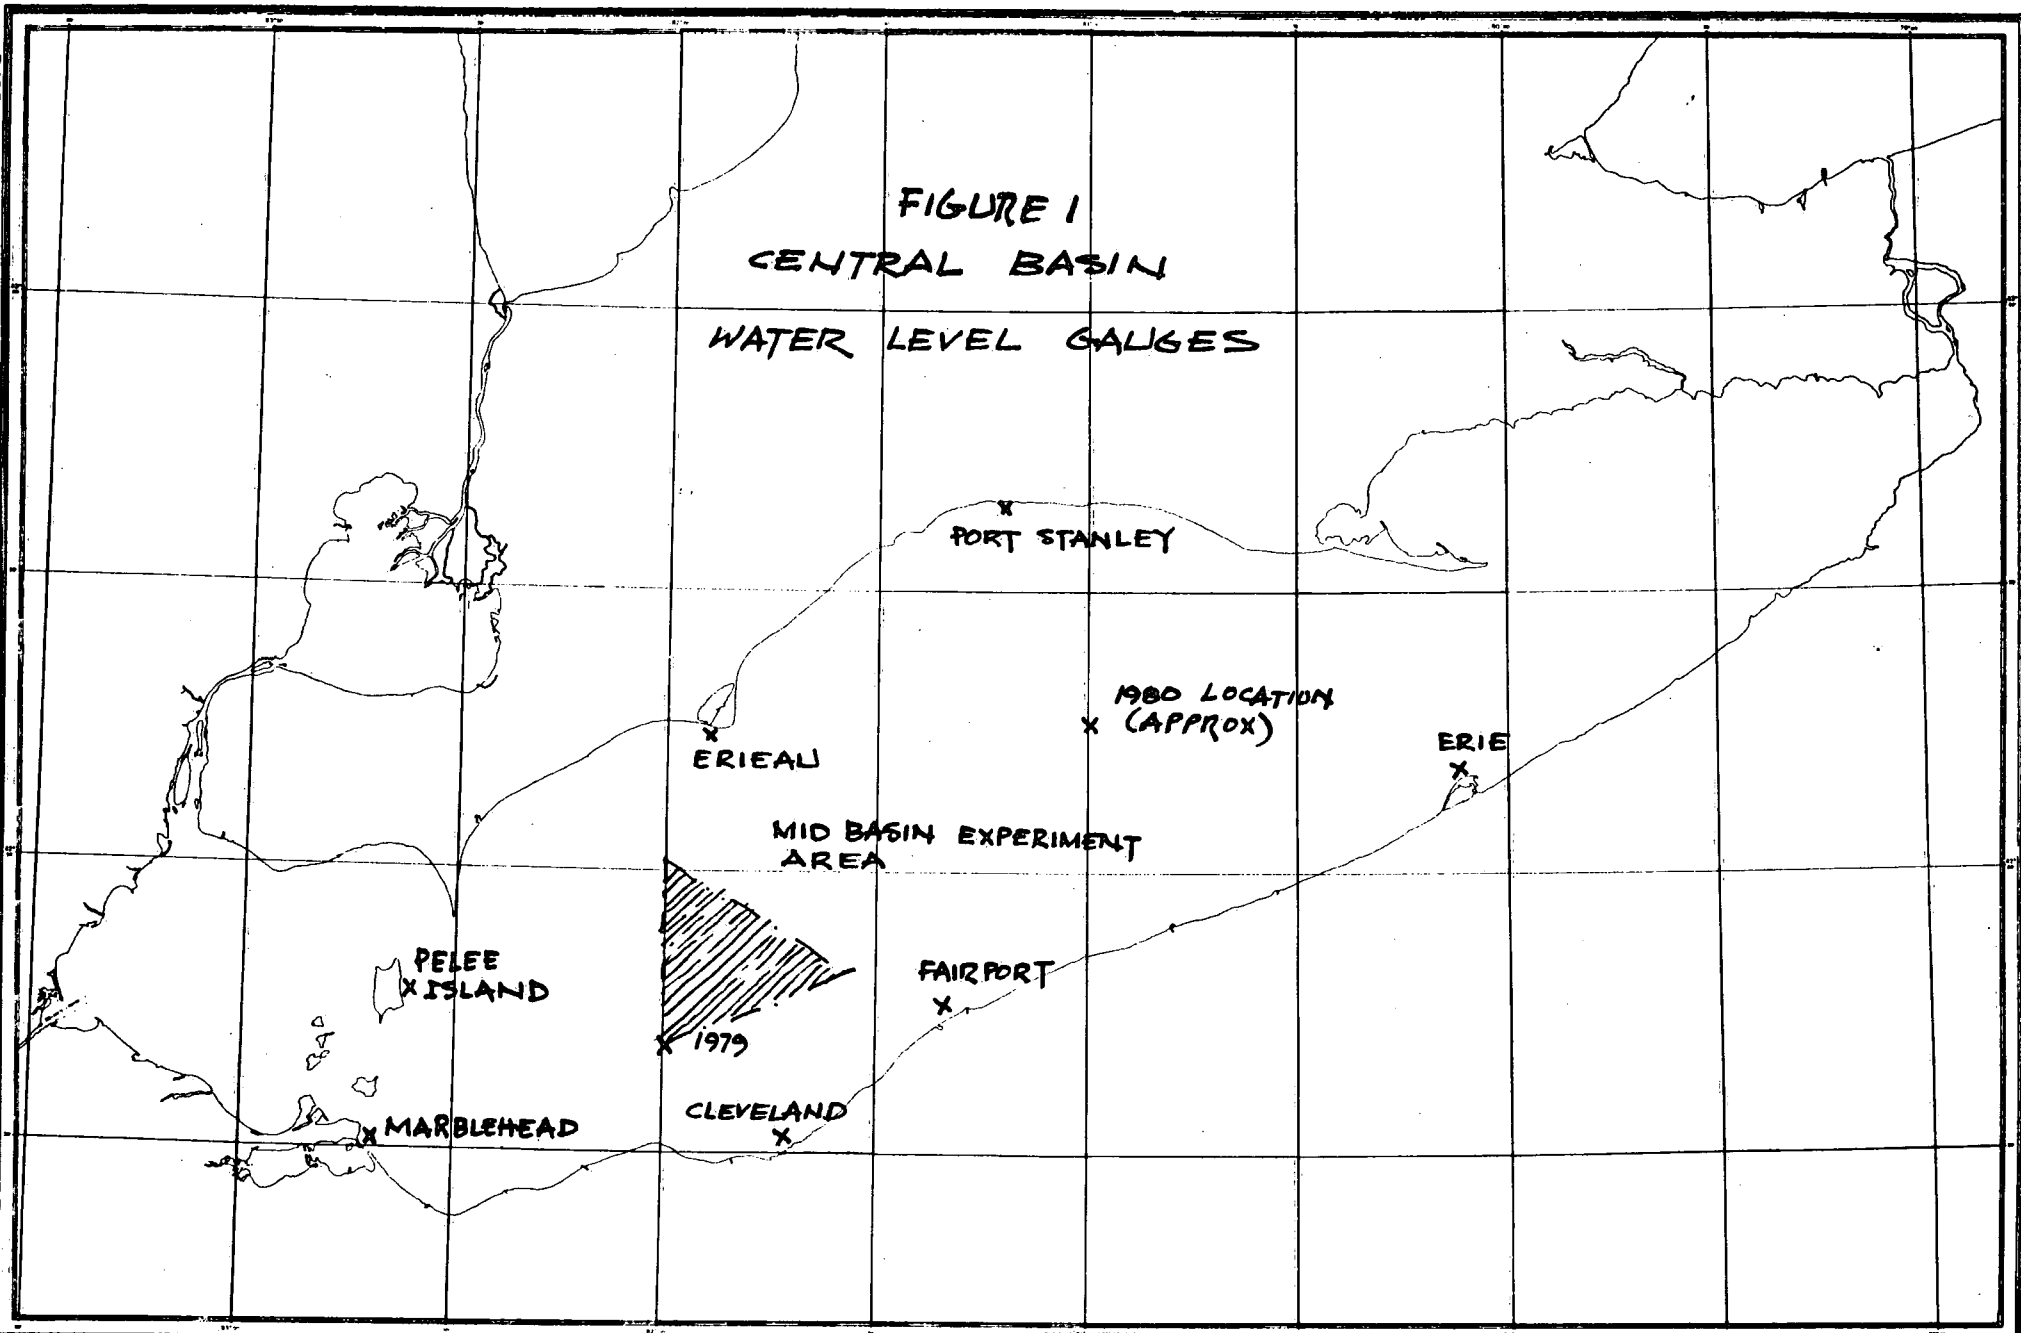 FIGURE 1
CENTRAL BASIN
WATER LEVEL GAUGES
PORT STANLEY
1980 LOCATION
(APPROX)
ERIE
ERIEAU
MID BASIN EXPERIMENT
AREA
PELEE
ISLAND
FAIRPORT
1979
CLEVELAND
MARBLEHEAD